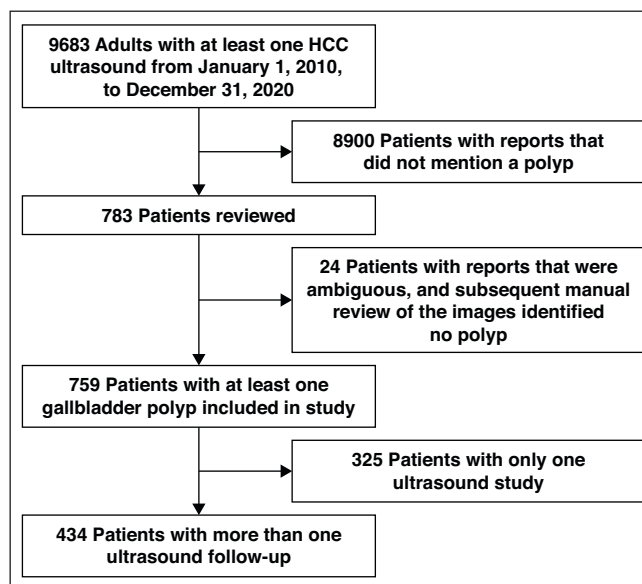 9683 Adults with at least one HCC
ultrasound from January 1, 2010,
to December 31, 2020
8900 Patients with reports that
did not mention a polyp
783 Patients reviewed
24 Patients with reports that were
ambiguous, and subsequent manual
review of the images identified
no polyp
759 Patients with at least one
gallbladder polyp included in study
325 Patients with only one
ultrasound study
434 Patients with more than one
ultrasound follow-up